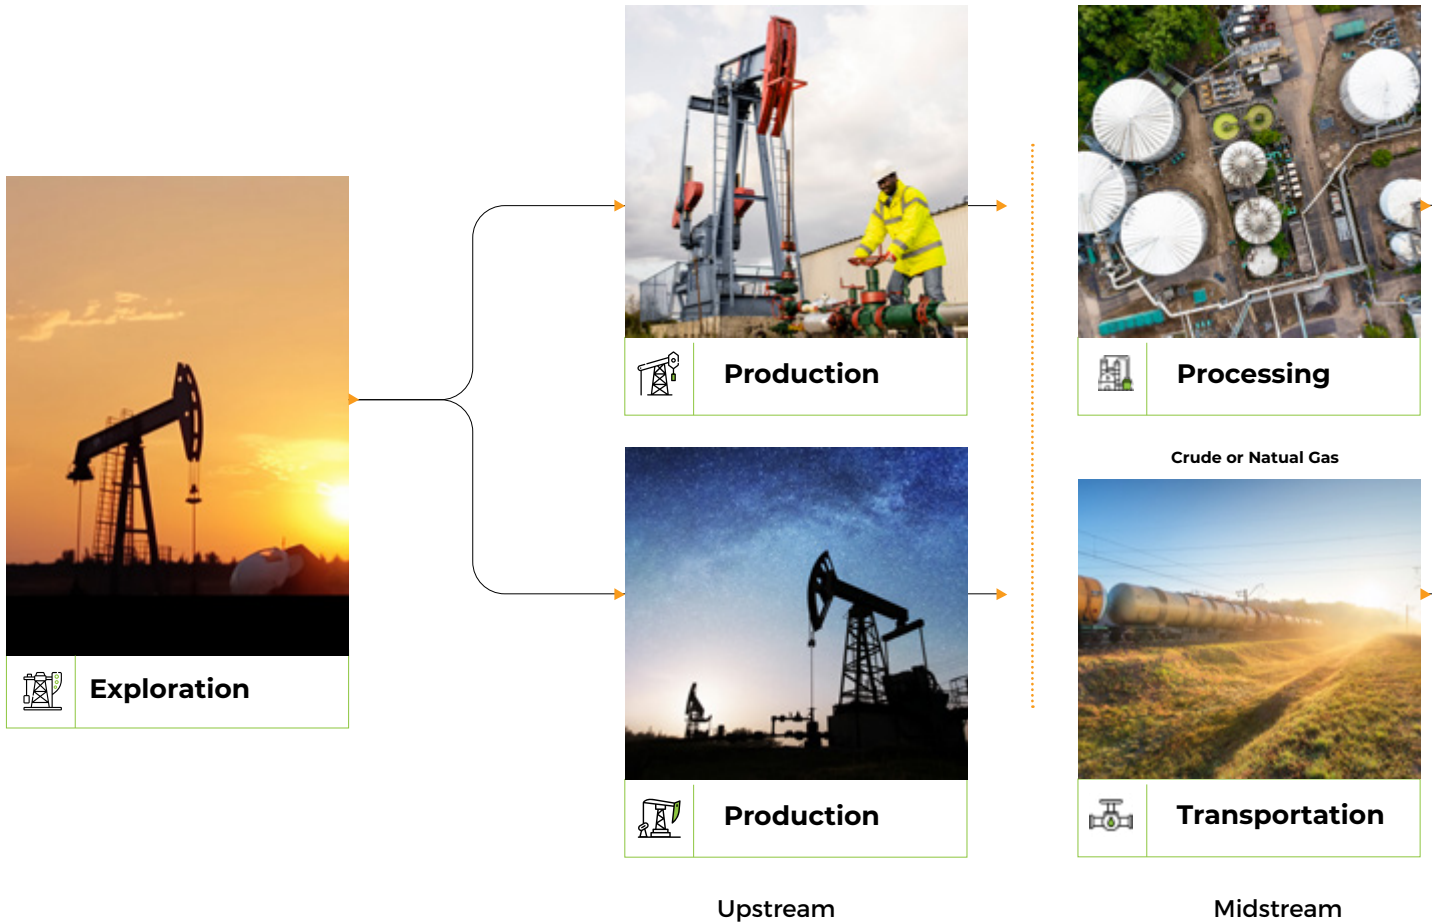 Exploration
Production
Production
Upstream
Processing
Crude or Natual Gas
Transportation
Midstream